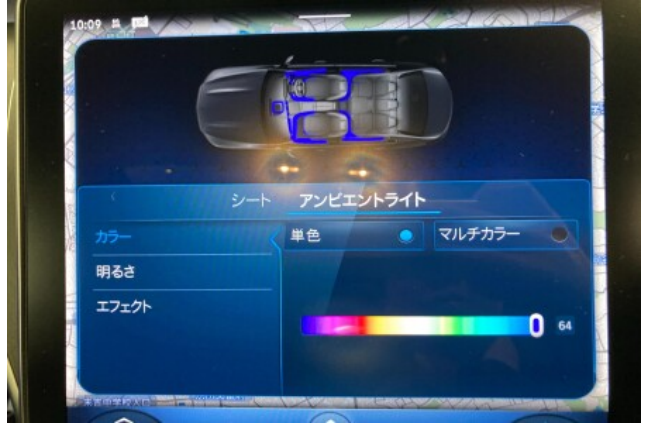 10:09
シート アンビエントライト
カラー
単色 マルチカラー
明るさ
エフェクト
64